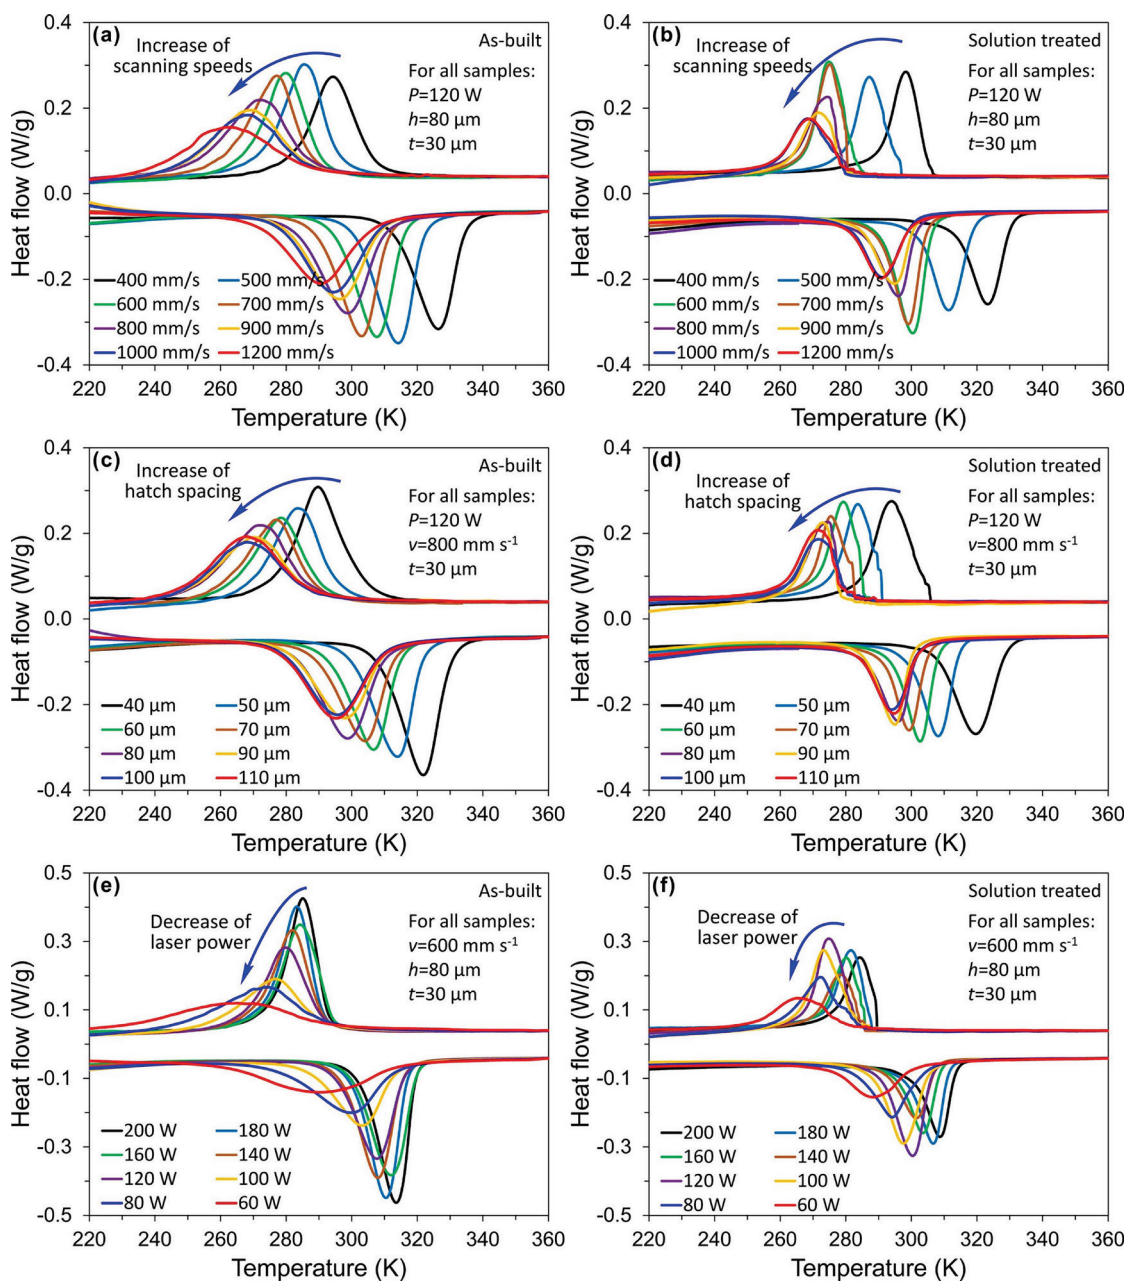 (a)
Increase of
scanning speeds
As-built
For all samples:
P=120 W
h=80 μm
t=30 μm
Heat flow (W/g)
0.4
0.2
0.0
-0.2
-0.4
400 mm/s 500 mm/s
600 mm/s 700 mm/s
800 mm/s 900 mm/s
1000 mm/s 1200 mm/s
220 240 260 280 300 320 340 360
Temperature (K)
(b)
Increase of
scanning speeds
Solution treated
For all samples:
P=120 W
h=80 μm
t=30 μm
Heat flow (W/g)
0.4
0.2
0.0
-0.2
-0.4
400 mm/s 500 mm/s
600 mm/s 700 mm/s
800 mm/s 900 mm/s
1000 mm/s 1200 mm/s
220 240 260 280 300 320 340 360
Temperature (K)
(c)
Increase of
hatch spacing
As-built
For all samples:
P=120 W
v=800 mm s⁻¹
t=30 μm
Heat flow (W/g)
0.4
0.2
0.0
-0.2
-0.4
40 μm 50 μm
60 μm 70 μm
80 μm 90 μm
100 μm 110 μm
220 240 260 280 300 320 340 360
Temperature (K)
(d)
Increase of
hatch spacing
Solution treated
For all samples:
P=120 W
v=800 mm s⁻¹
t=30 μm
Heat flow (W/g)
0.4
0.2
0.0
-0.2
-0.4
40 μm 50 μm
60 μm 70 μm
80 μm 90 μm
100 μm 110 μm
220 240 260 280 300 320 340 360
Temperature (K)
(e)
Decrease of
laser power
As-built
For all samples:
v=600 mm s⁻¹
h=80 μm
t=30 μm
Heat flow (W/g)
0.5
0.3
0.1
-0.1
-0.3
-0.5
200 W 180 W
160 W 140 W
120 W 100 W
80 W 60 W
220 240 260 280 300 320 340 360
Temperature (K)
(f)
Decrease of
laser power
Solution treated
For all samples:
v=600 mm s⁻¹
h=80 μm
t=30 μm
Heat flow (W/g)
0.5
0.3
0.1
-0.1
-0.3
-0.5
200 W 180 W
160 W 140 W
120 W 100 W
80 W 60 W
220 240 260 280 300 320 340 360
Temperature (K)